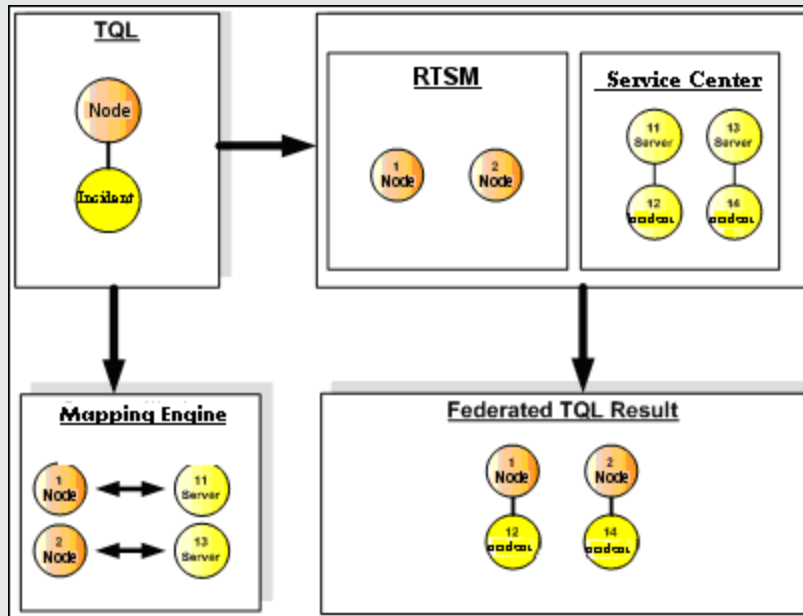 TQL
Node
Incident
RTSM
1
Node
2
Node
Service Center
11
Server
13
Server
12
14
Mapping Engine
1
Node
11
Server
2
Node
13
Server
Federated TQL Result
1
Node
2
Node
12
14